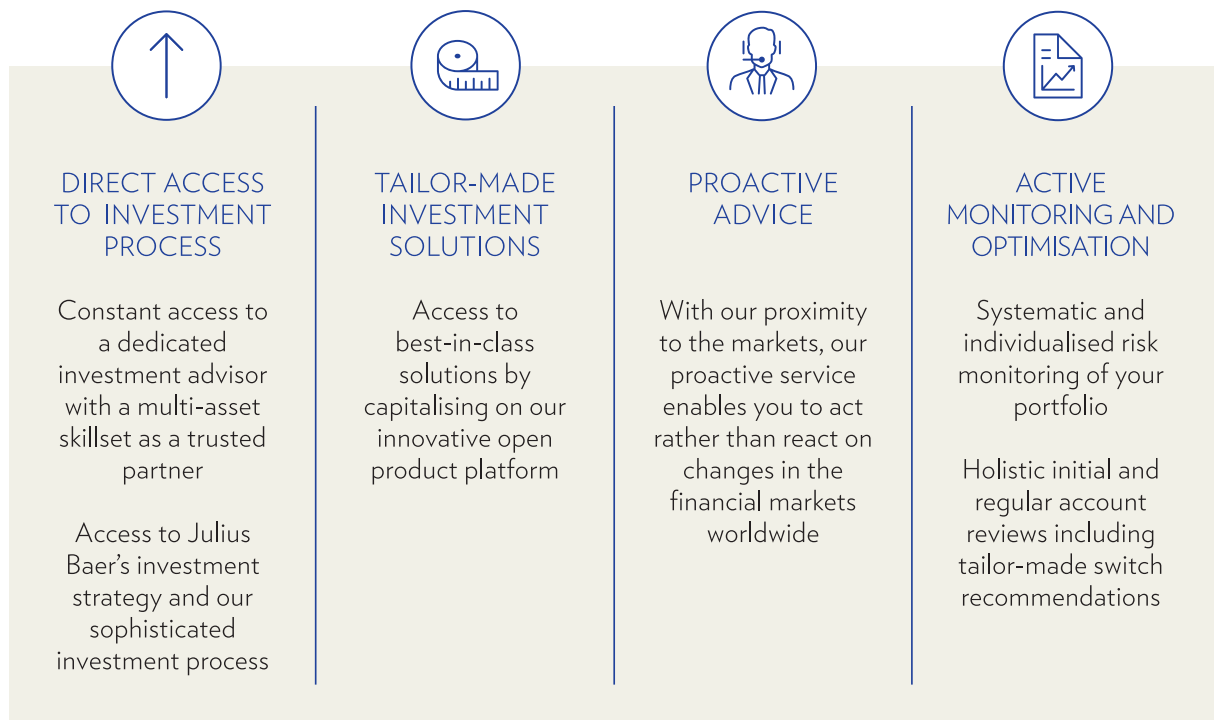 DIRECT ACCESS
TO INVESTMENT
PROCESS
Constant access to
a dedicated
investment advisor
with a multi-asset
skillset as a trusted
partner
Access to Julius
Baer’s investment
strategy and our
sophisticated
investment process
TAILOR-MADE
INVESTMENT
SOLUTIONS
Access to
best-in-class
solutions by
capitalising on our
innovative open
product platform
PROACTIVE
ADVICE
With our proximity
to the markets, our
proactive service
enables you to act
rather than react on
changes in the
financial markets
worldwide
ACTIVE
MONITORING AND
OPTIMISATION
Systematic and
individualised risk
monitoring of your
portfolio
Holistic initial and
regular account
reviews including
tailor-made switch
recommendations